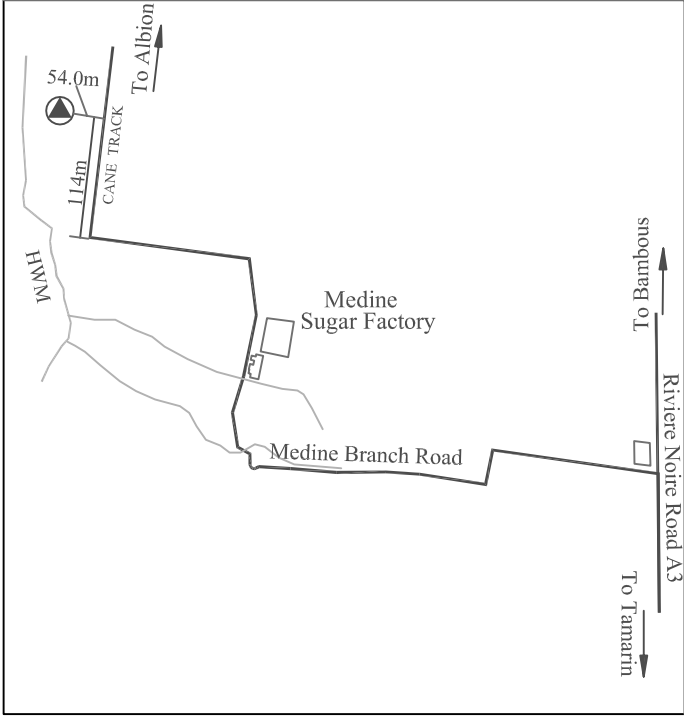 To Albion
54.0m
CANE TRACK
114m
HWM
Medine
Sugar Factory
To Bambous
Medine Branch Road
Riviere Noire Road A3
To Tamarin